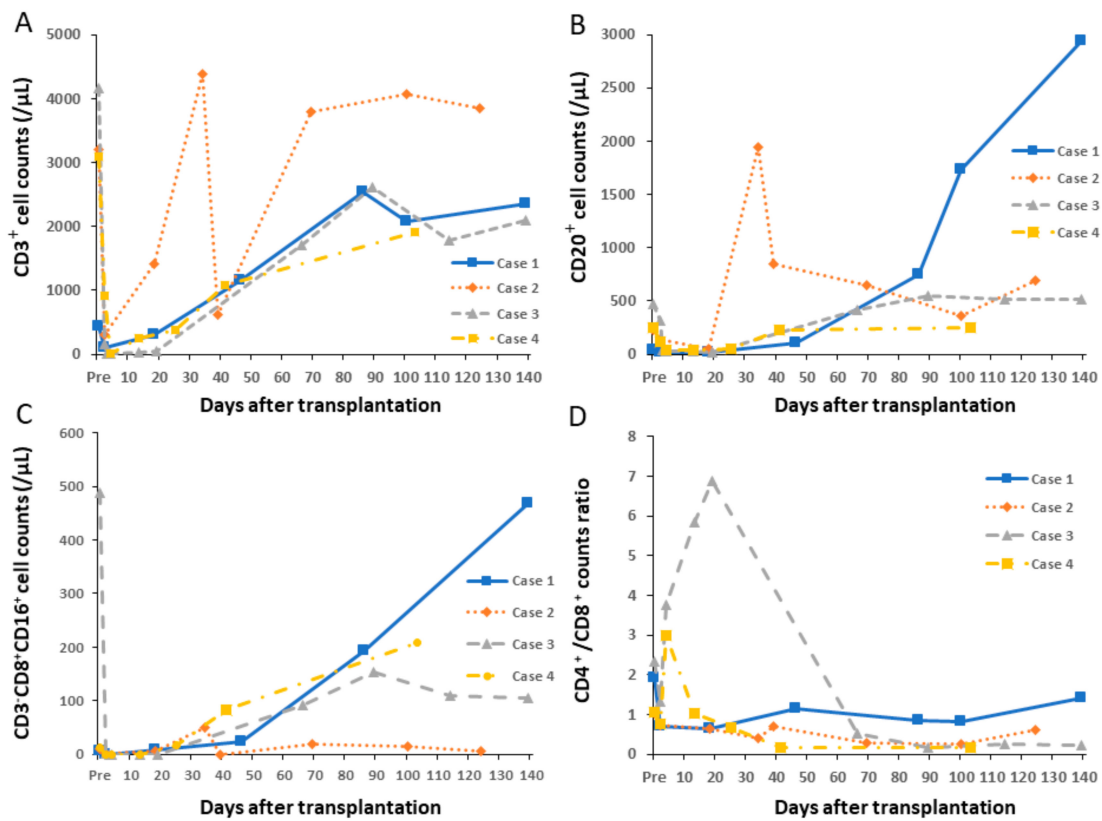 A
CD3⁺ cell counts (/μL)
5000
4000
3000
2000
1000
0
Pre 10 20 30 40 50 60 70 80 90 100 110 120 130 140
Days after transplantation
Case 1
Case 2
Case 3
Case 4
B
CD20⁺ cell counts (/μL)
3000
2500
2000
1500
1000
500
0
Pre 10 20 30 40 50 60 70 80 90 100 110 120 130 140
Days after transplantation
Case 1
Case 2
Case 3
Case 4
C
CD3⁻CD8⁺CD16⁺ cell counts (/μL)
600
500
400
300
200
100
0
Pre 10 20 30 40 50 60 70 80 90 100 110 120 130 140
Days after transplantation
Case 1
Case 2
Case 3
Case 4
D
CD4⁺/CD8⁺ counts ratio
8
7
6
5
4
3
2
1
0
Pre 10 20 30 40 50 60 70 80 90 100 110 120 130 140
Days after transplantation
Case 1
Case 2
Case 3
Case 4